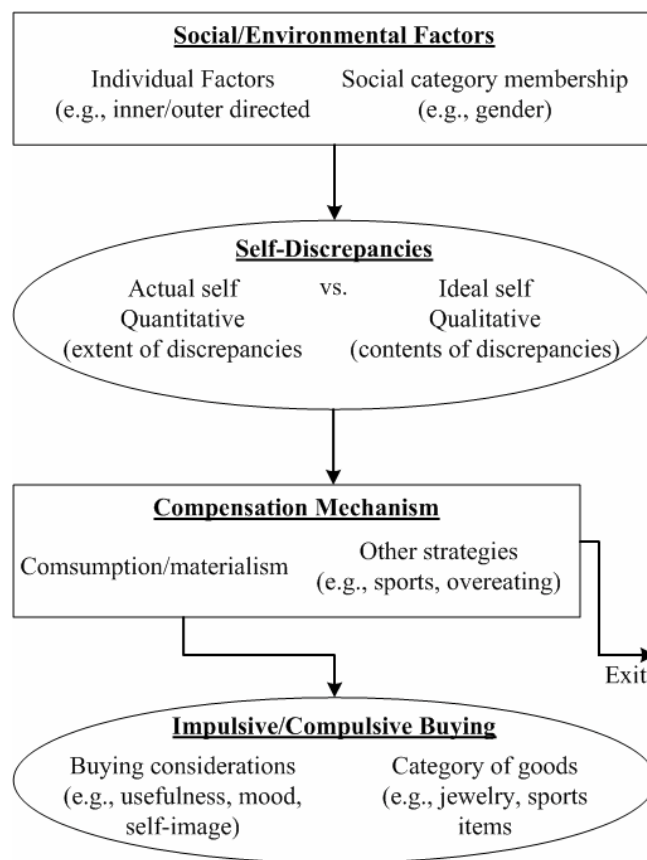 Social/Environmental Factors
Individual Factors
(e.g., inner/outer directed
Social category membership
(e.g., gender)
Self-Discrepancies
Actual self
Quantitative
(extent of discrepancies
vs.
Ideal self
Qualitative
(contents of discrepancies)
Compensation Mechanism
Comsumption/materialism
Other strategies
(e.g., sports, overeating)
Exit
Impulsive/Compulsive Buying
Buying considerations
(e.g., usefulness, mood,
self-image)
Category of goods
(e.g., jewelry, sports
items